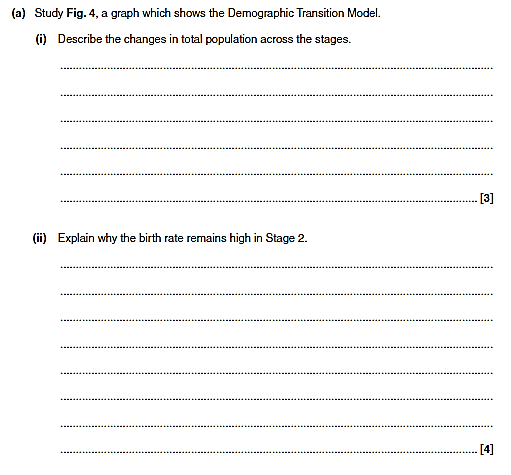 (a) Study Fig. 4, a graph which shows the Demographic Transition Model.
(i) Describe the changes in total population across the stages.
[3]
(ii) Explain why the birth rate remains high in Stage 2.
[4]